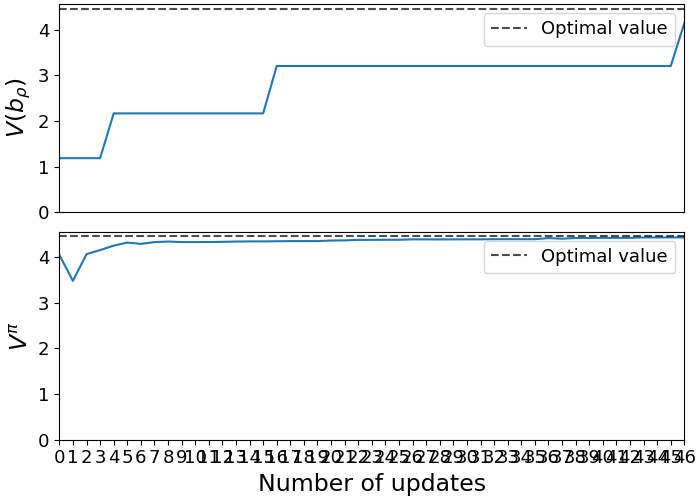 4
3
2
1
0
V(bρ)
Optimal value
4
3
2
1
0
Vπ
Optimal value
0 1 2 3 4 5 6 7 8 9 10 11 12 13 14 15 16 17 18 19 20 21 22 23 24 25 26 27 28 29 30 31 32 33 34 35 36 37 38 39 40 41 42 43 44 45 46
Number of updates